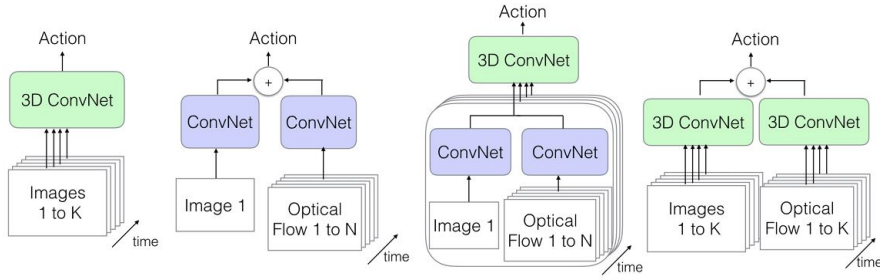 Action
3D ConvNet
Images
1 to K
time
Action
+
ConvNet
ConvNet
Image 1
Optical
Flow 1 to N
time
Action
3D ConvNet
ConvNet
ConvNet
Image 1
Optical
Flow 1 to N
time
Action
+
3D ConvNet
3D ConvNet
Images
1 to K
Optical
Flow 1 to K
time